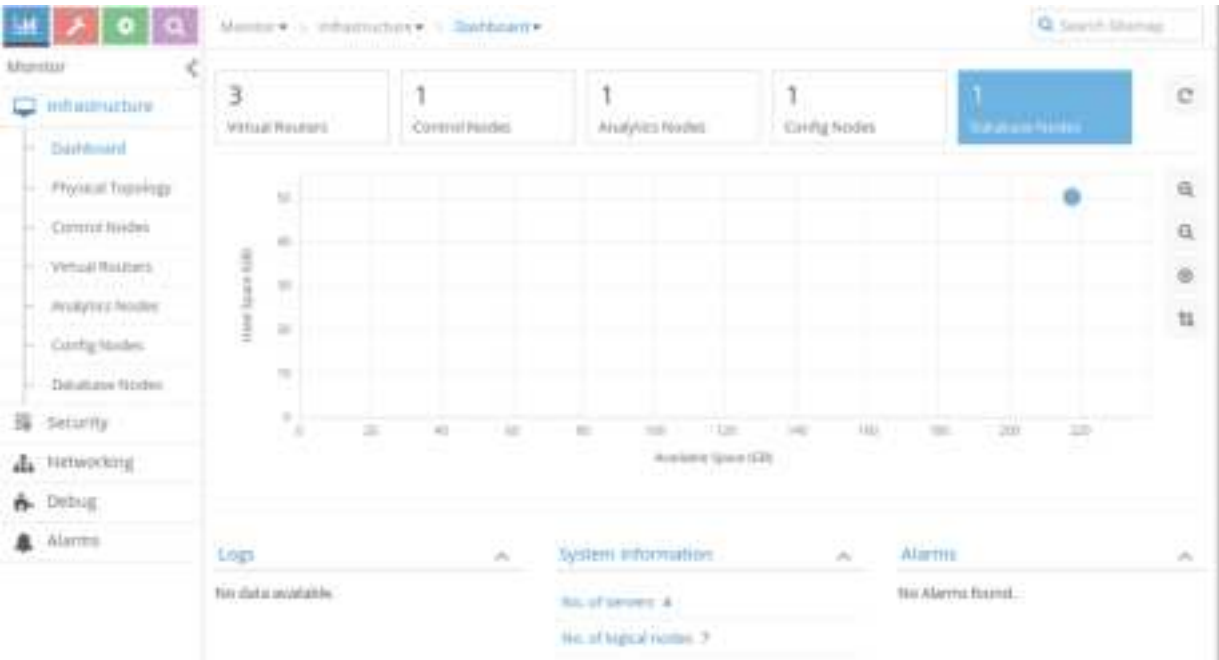 Monitor Infrastructure Dashboard
Search Sitemap
Monitor
Infrastructure
Dashboard
Physical Topology
Control Nodes
Virtual Routers
Analytics Nodes
Config Nodes
Database Nodes
Security
Networking
Debug
Alarms
3
Virtual Routers
1
Control Nodes
1
Analytics Nodes
1
Config Nodes
1
Database Nodes
Used Space (GB)
50
40
30
20
10
0
0 20 40 60 80 100 120 140 160 180 200 220
Available Space (GB)
Logs
No data available.
System Information
No. of servers 4
No. of logical nodes 7
Alarms
No Alarms found.